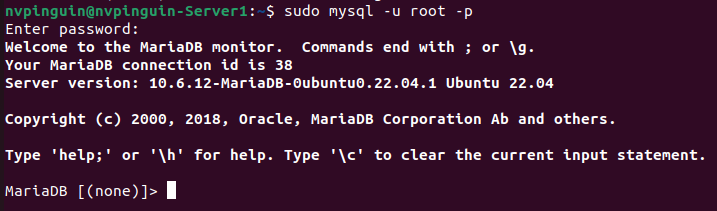 nvpinguin@nvpinguin-Server1:~$ sudo mysql -u root -p
Enter password:
Welcome to the MariaDB monitor.  Commands end with ; or \g.
Your MariaDB connection id is 38
Server version: 10.6.12-MariaDB-0ubuntu0.22.04.1 Ubuntu 22.04
Copyright (c) 2000, 2018, Oracle, MariaDB Corporation Ab and others.
Type 'help;' or '\h' for help. Type '\c' to clear the current input statement.
MariaDB [(none)]>